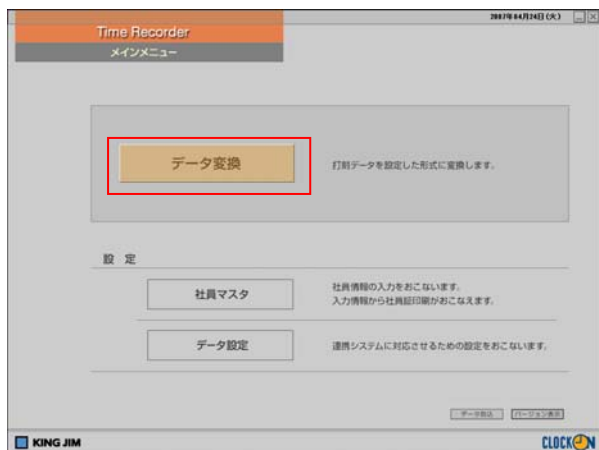 2007年04月24日(火)
Time Recorder
メインメニュー
データ変換
打刻データを設定した形式に変換します。
設 定
社員マスタ
社員情報の入力をおこないます。
入力情報から社員証印刷がおこなえます。
データ設定
連携システムに対応させるための設定をおこないます。
データ取込
バージョン表示
KING JIM
CLOCK ON